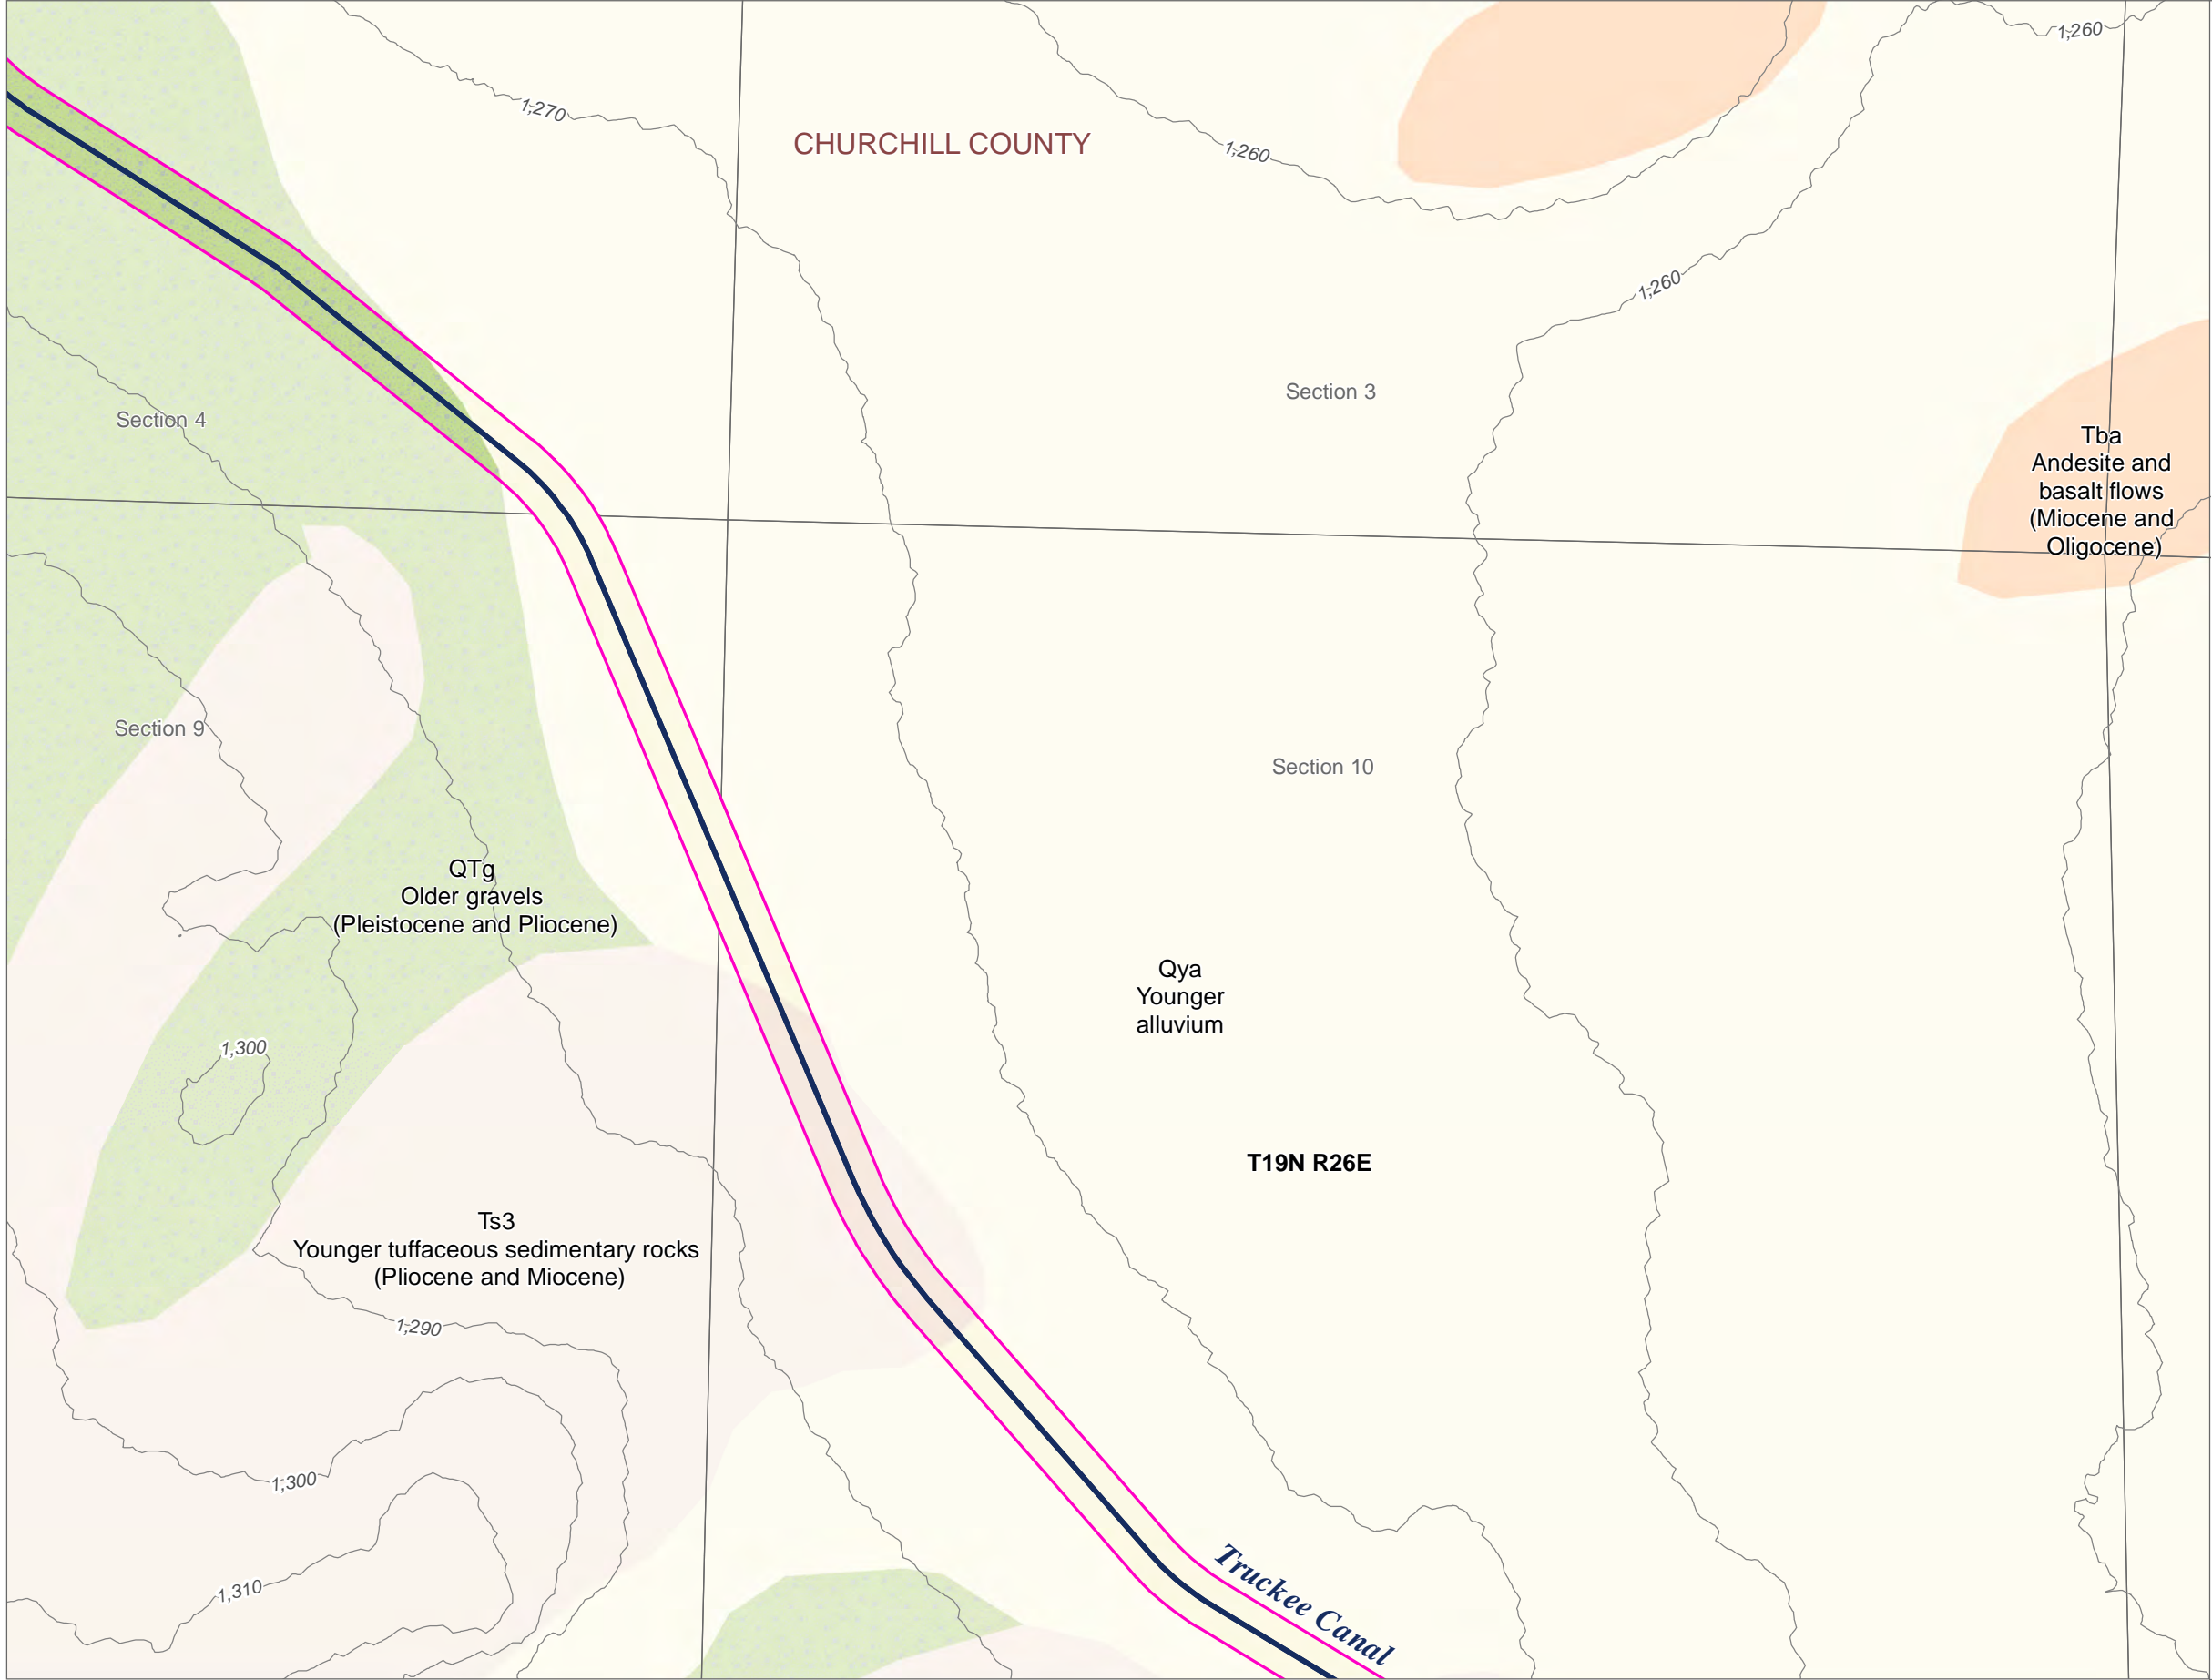 1,260
1,270
CHURCHILL COUNTY
1,260
1,260
Section 3
Section 4
Tba
Andesite and
basalt flows
(Miocene and
Oligocene)
Section 9
Section 10
QTg
Older gravels
(Pleistocene and Pliocene)
Qya
Younger
alluvium
1,300
T19N R26E
Ts3
Younger tuffaceous sedimentary rocks
(Pliocene and Miocene)
1,290
1,300
1,310
Truckee Canal